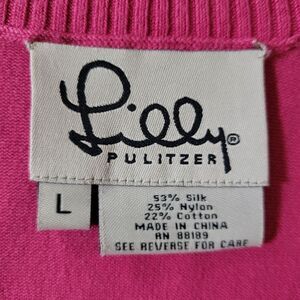 Lilly®
PULITZER
L
53% Silk
25% Nylon
22% Cotton
MADE IN CHINA
RN 88189
SEE REVERSE FOR CARE